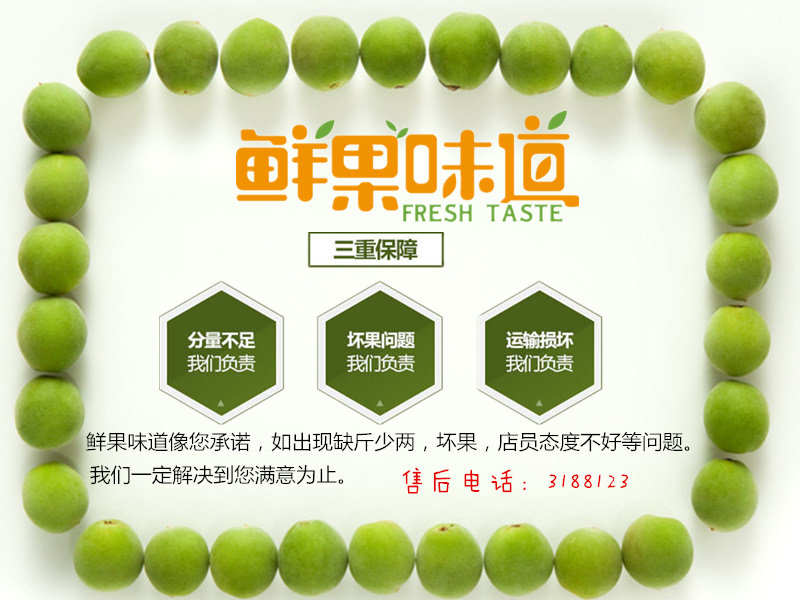 鲜果味道
FRESH TASTE
三重保障
分量不足
我们负责
坏果问题
我们负责
运输损坏
我们负责
鲜果味道像您承诺，如出现缺斤少两，坏果，店员态度不好等问题。
我们一定解决到您满意为止。
售后电话：3188123